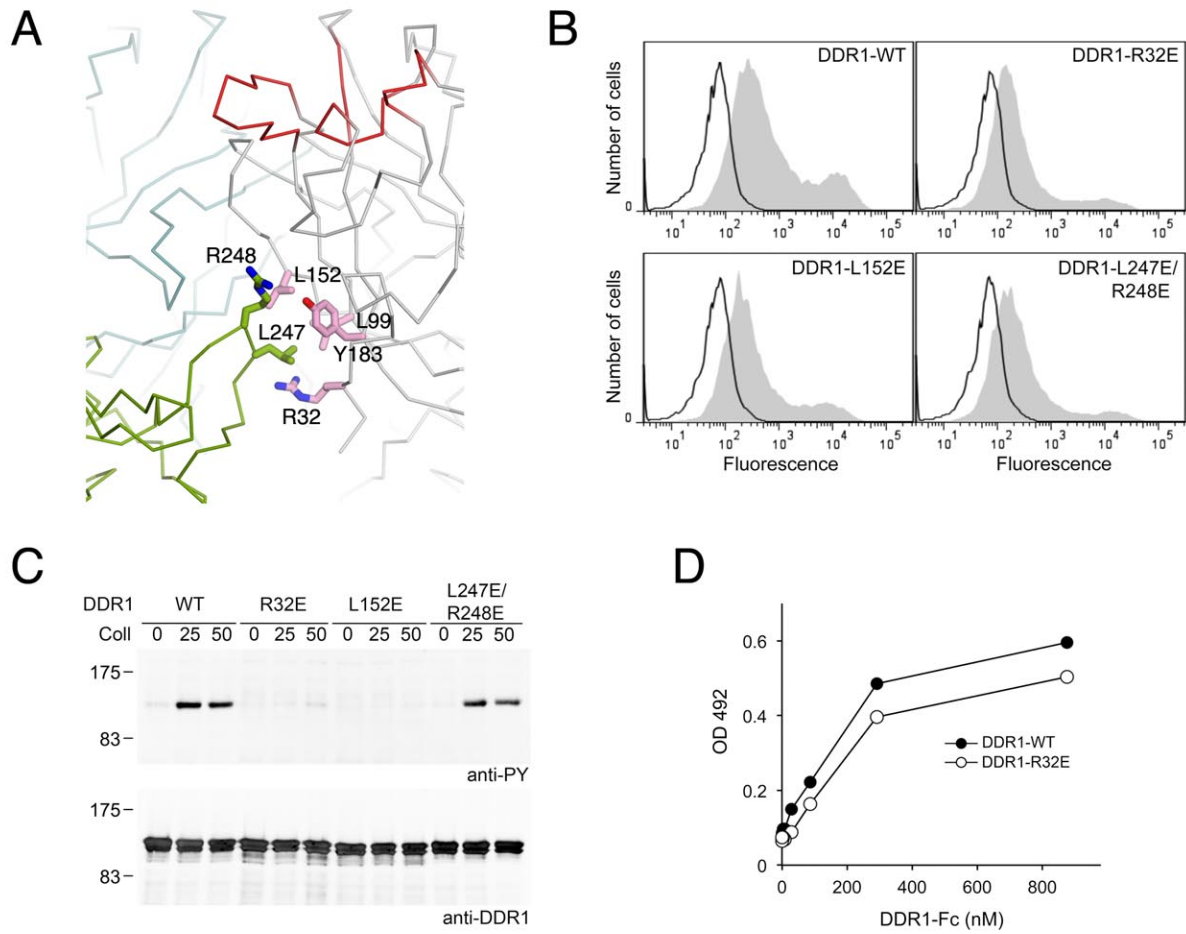 A
R248
L152
L99
L247
Y183
R32
B
Number of cells
DDR1-WT
DDR1-R32E
0
10¹ 10² 10³ 10⁴ 10⁵
10¹ 10² 10³ 10⁴ 10⁵
Number of cells
DDR1-L152E
DDR1-L247E/
R248E
0
10¹ 10² 10³ 10⁴ 10⁵
10¹ 10² 10³ 10⁴ 10⁵
Fluorescence
Fluorescence
C
DDR1 WT R32E L152E L247E/
R248E
Coll 0 25 50 0 25 50 0 25 50 0 25 50
175
83
anti-PY
175
83
anti-DDR1
D
OD 492
0.6
0.4
0.2
0
DDR1-WT
DDR1-R32E
0 200 400 600 800
DDR1-Fc (nM)